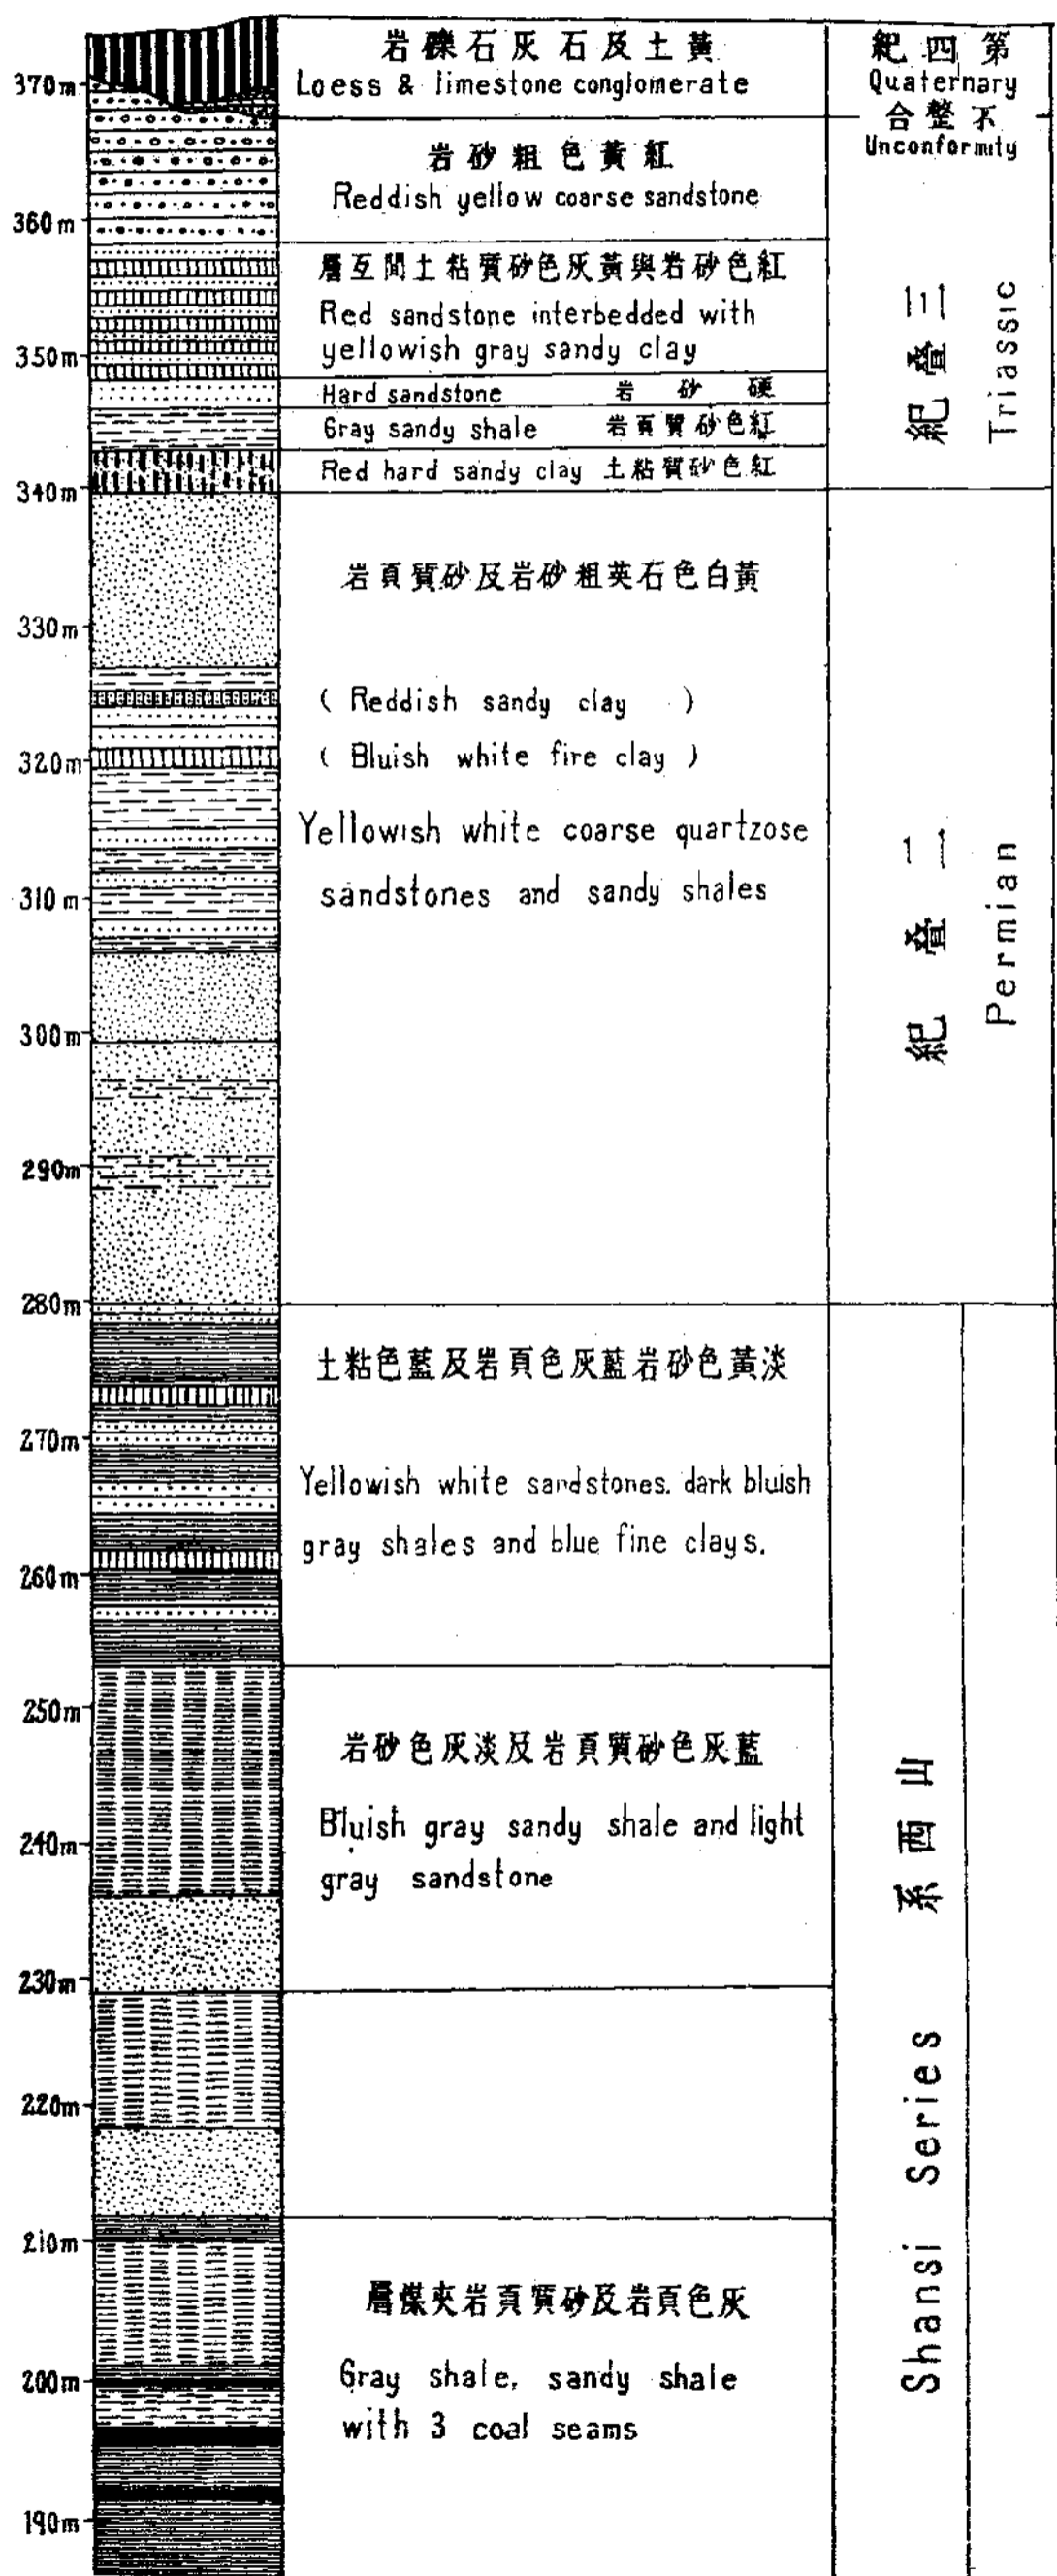 黃土及石灰石礫岩
Loess & limestone conglomerate
第四紀
Quaternary
不整合
Unconformity
370m
紅黃色粗砂岩
Reddish yellow coarse sandstone
360m
紅色砂岩與黃灰色砂質粘土間互層
Red sandstone interbedded with
yellowish gray sandy clay
350m
Hard sandstone 硬砂岩
Gray sandy shale 紅色砂質頁岩
Red hard sandy clay 紅色砂質粘土
三叠紀
Triassic
340m
黃白色石英粗砂岩及砂質頁岩
330m
( Reddish sandy clay )
( Bluish white fire clay )
320m
Yellowish white coarse quartzose
sandstones and sandy shales
310m
二叠紀
Permian
300m
290m
280m
淡黃色砂岩藍灰色頁岩及藍色粘土
270m
Yellowish white sandstones. dark bluish
gray shales and blue fine clays.
260m
250m
藍灰色砂質頁岩及淡灰色砂岩
Bluish gray sandy shale and light
gray sandstone
240m
230m
220m
210m
灰色頁岩及砂質頁岩夾煤層
Gray shale, sandy shale
with 3 coal seams
200m
190m
山西系
Shansi Series